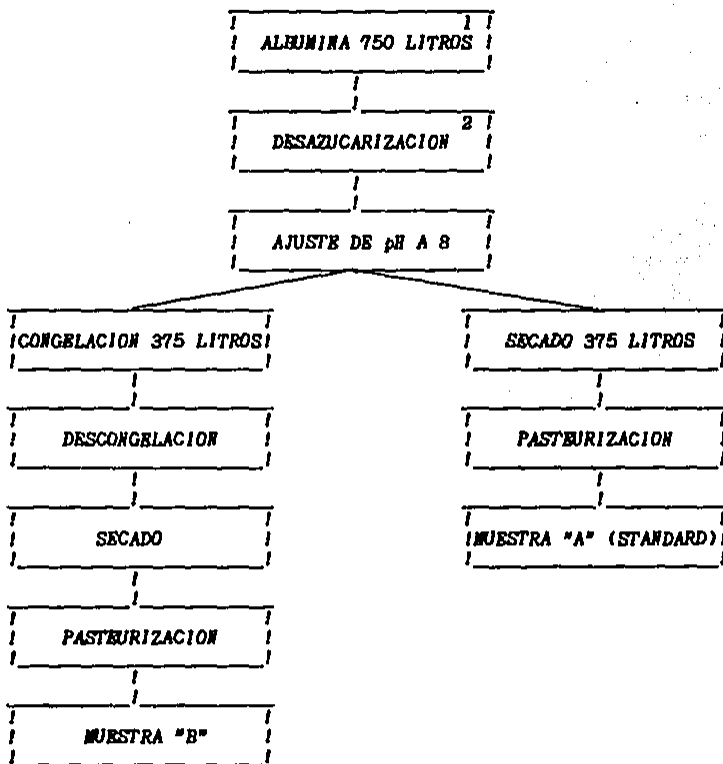 1
ALBUMINA 750 LITROS
2
DESAZUCARIZACION
AJUSTE DE pH A 8
CONGELACION 375 LITROS
SECADO 375 LITROS
DESCONGELACION
PASTEURIZACION
SECADO
MUESTRA "A" (STANDARD)
PASTEURIZACION
MUESTRA "B"